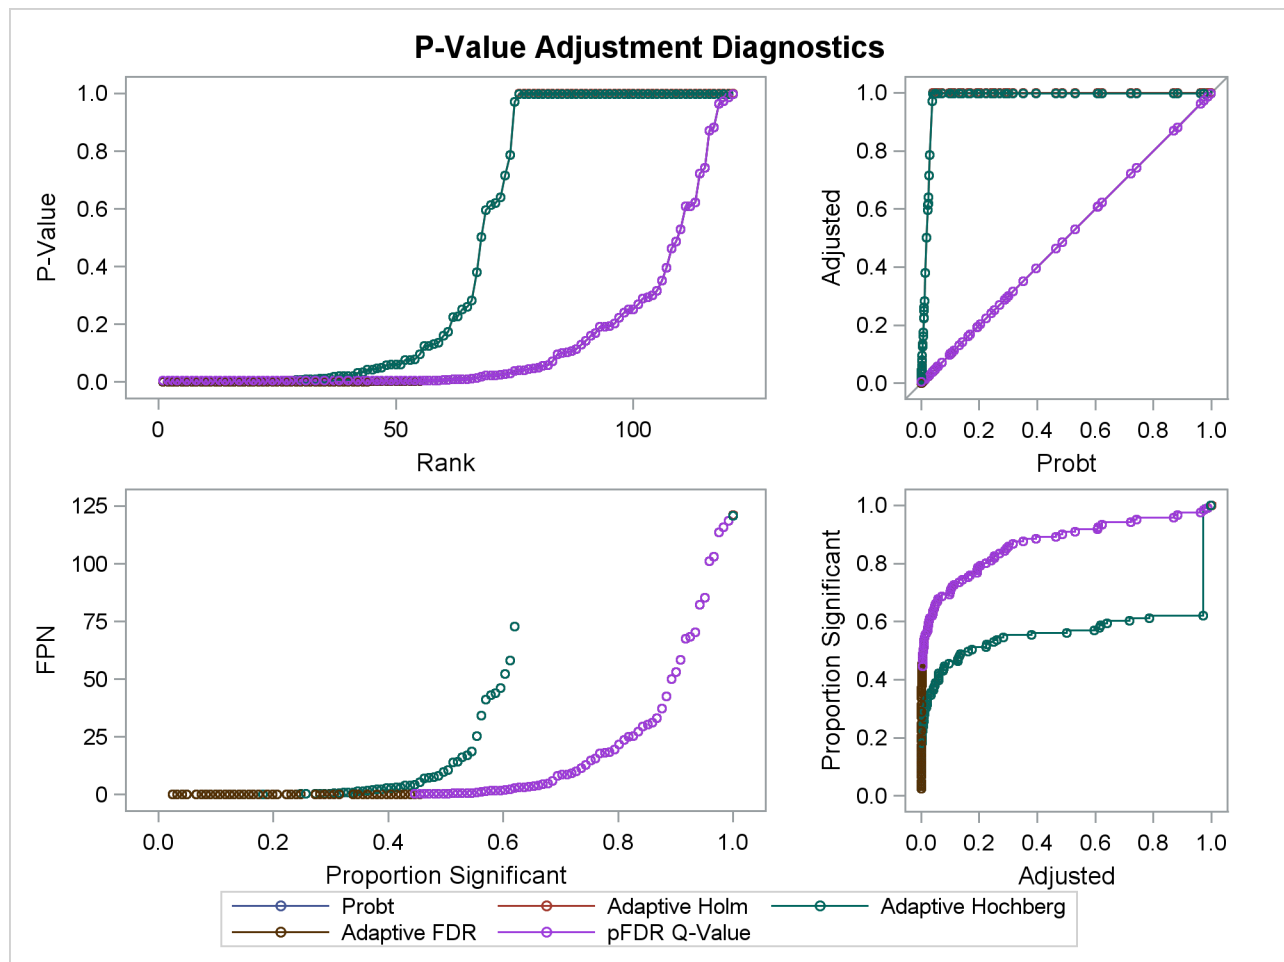 P-Value Adjustment Diagnostics
1.0
0.8
0.6
0.4
0.2
0.0
P-Value
0 50 100
Rank
1.0
0.8
0.6
0.4
0.2
0.0
Adjusted
0.0 0.2 0.4 0.6 0.8 1.0
Probt
125
100
75
50
25
0
FPN
0.0 0.2 0.4 0.6 0.8 1.0
Proportion Significant
1.0
0.8
0.6
0.4
0.2
0.0
Proportion Significant
0.0 0.2 0.4 0.6 0.8 1.0
Adjusted
Probt Adaptive Holm Adaptive Hochberg
Adaptive FDR pFDR Q-Value